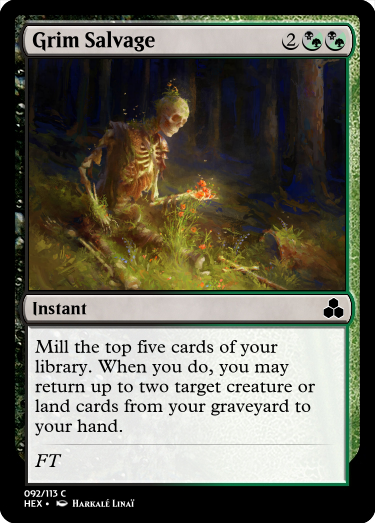 Grim Salvage 2
Instant
Mill the top five cards of your
library. When you do, you may
return up to two target creature or
land cards from your graveyard to
your hand.
FT
092/113 C
HEX • Harkalé Linaï